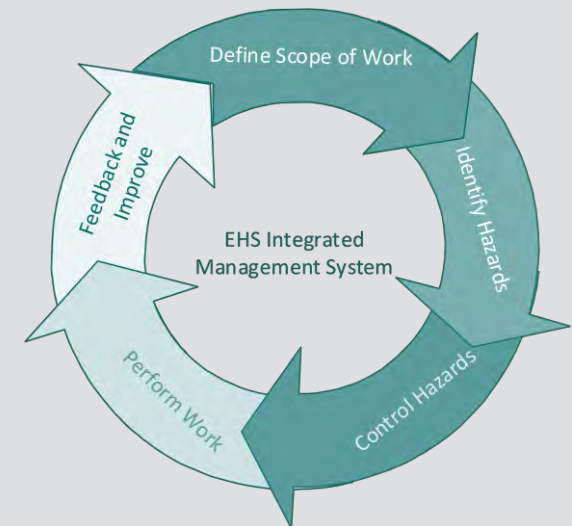 Define Scope of Work
Identify Hazards
Control Hazards
Perform Work
Feedback and
Improve
EHS Integrated
Management System